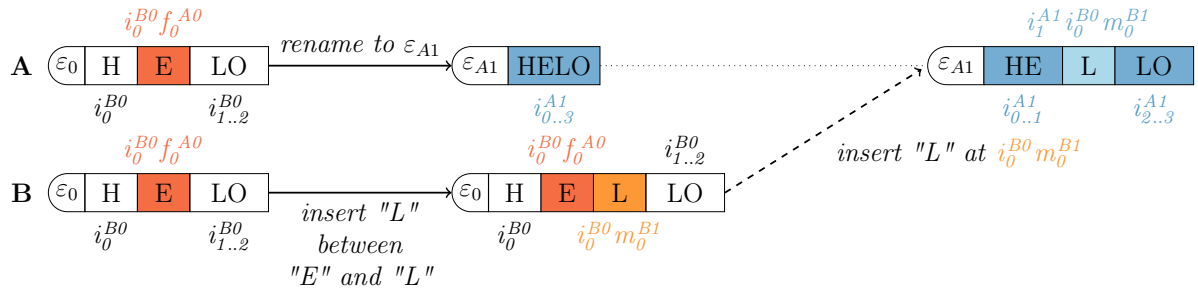 i_0^{B0} f_0^{A0}
i_1^{A1} i_0^{B0} m_0^{B1}
A ε_0 H E LO
rename to ε_{A1}
ε_{A1} HELO
ε_{A1} HE L LO
i_0^{B0} i_{1..2}^{B0}
i_{0..3}^{A1}
i_{0..1}^{A1} i_{2..3}^{A1}
i_0^{B0} f_0^{A0}
i_0^{B0} f_0^{A0} i_{1..2}^{B0}
insert "L" at i_0^{B0} m_0^{B1}
B ε_0 H E LO
ε_0 H E L LO
i_0^{B0} i_{1..2}^{B0}
insert "L"
between
"E" and "L"
i_0^{B0} i_0^{B0} m_0^{B1}